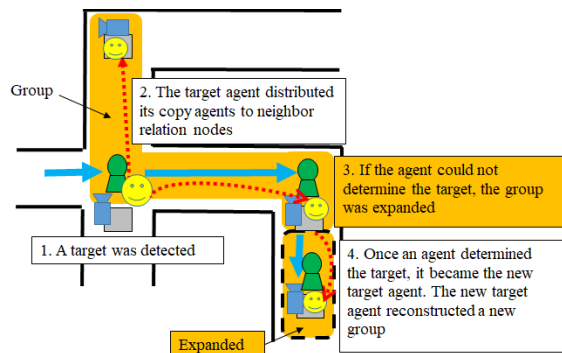 Group
2. The target agent distributed
its copy agents to neighbor
relation nodes
3. If the agent could not
determine the target, the group
was expanded
1. A target was detected
4. Once an agent determined
the target, it became the new
target agent. The new target
agent reconstructed a new
group
Expanded